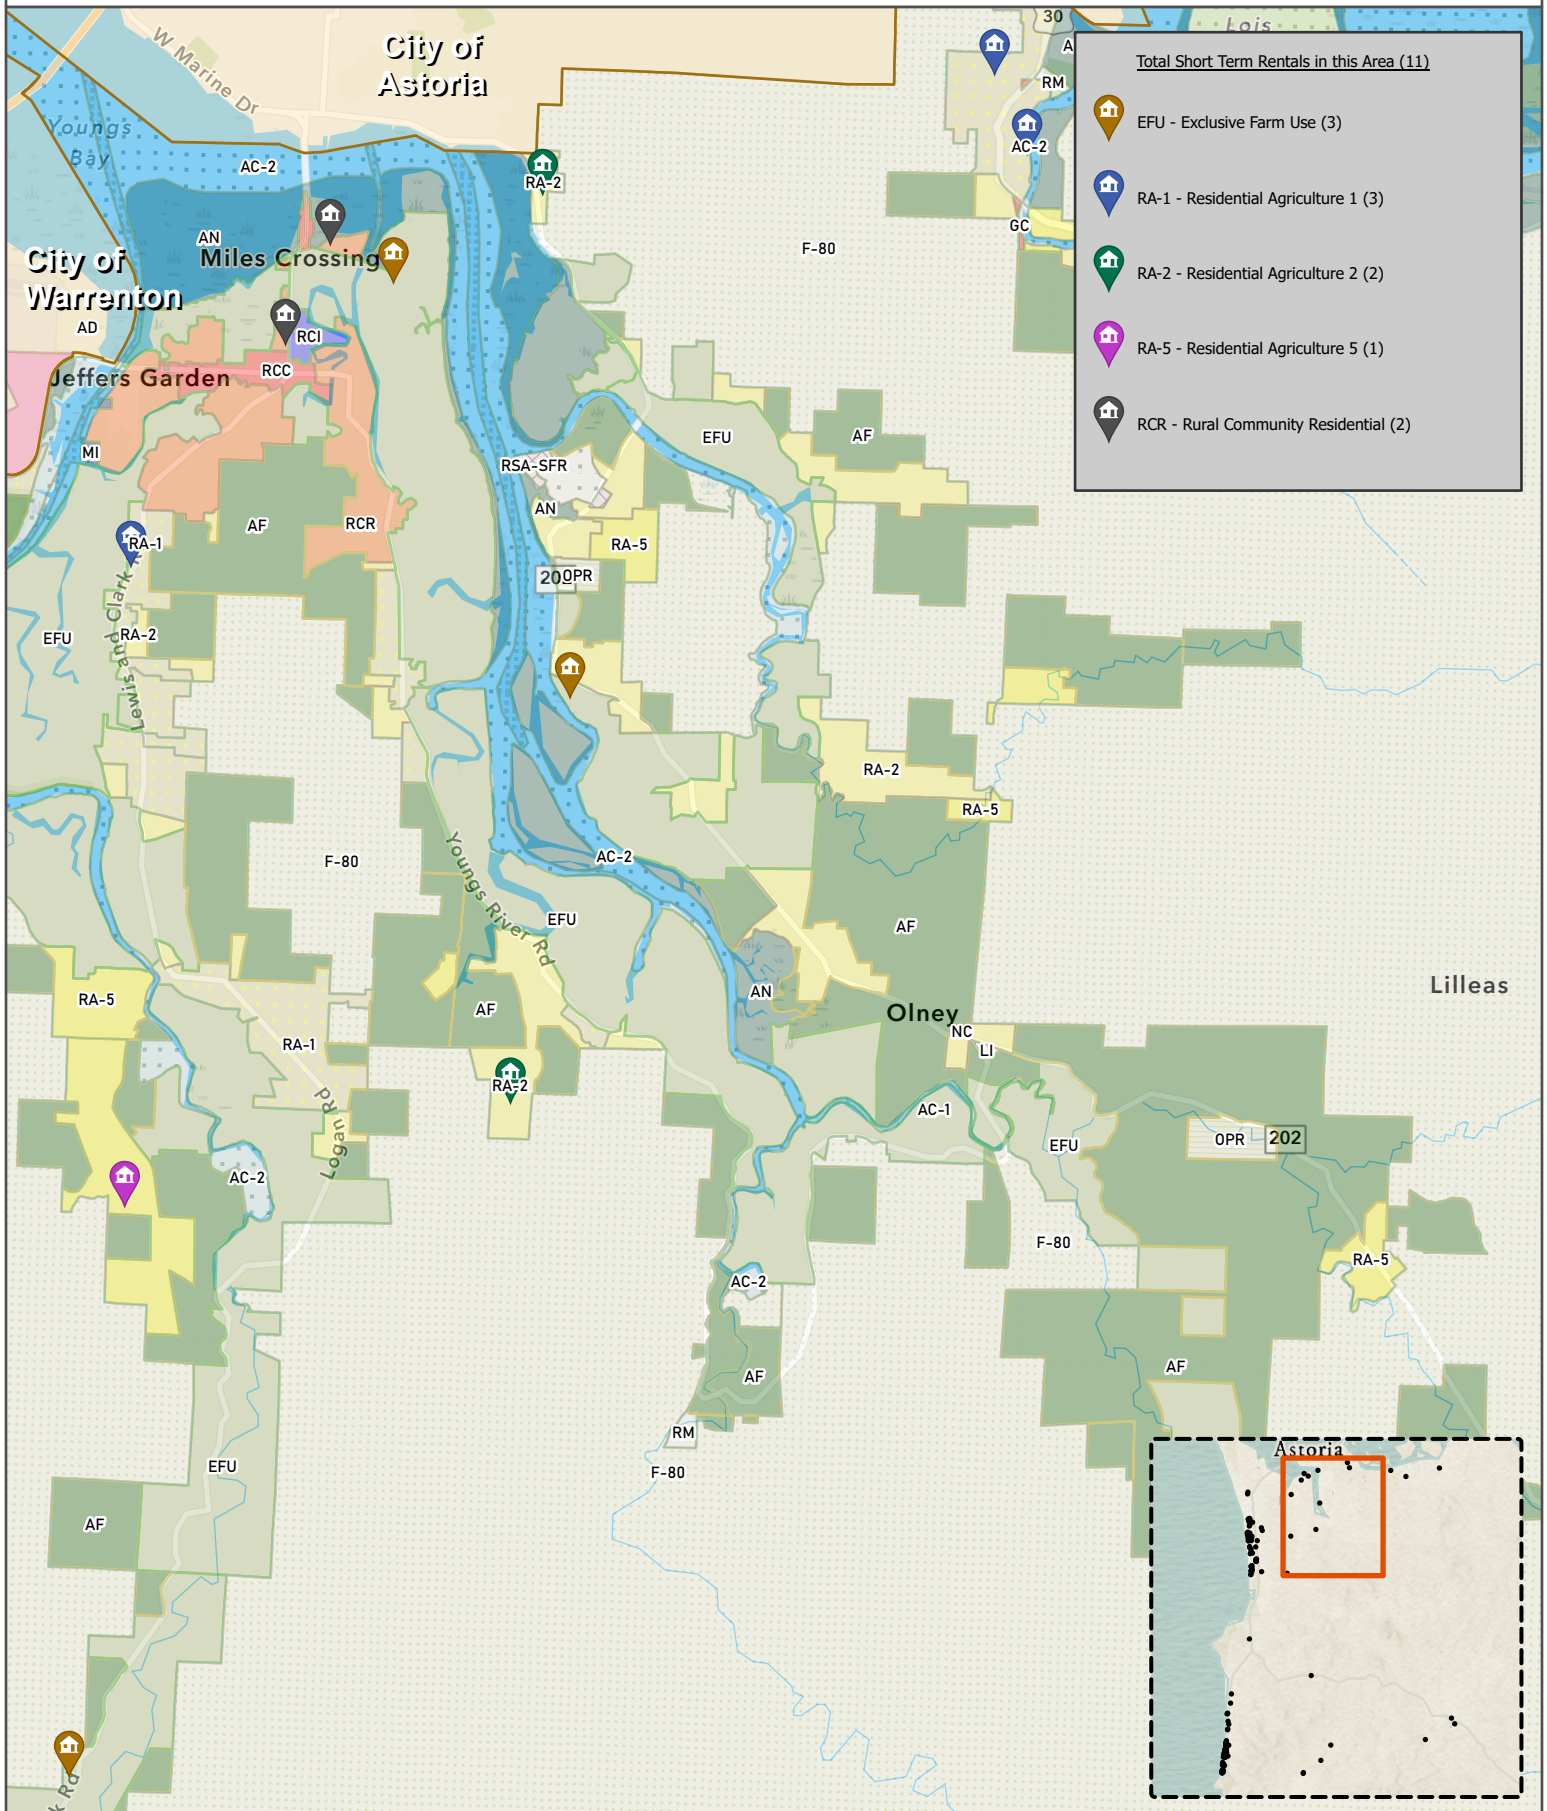 City of
Astoria
W Marine Dr
30
Lois
Total Short Term Rentals in this Area (11)
EFU - Exclusive Farm Use (3)
RA-1 - Residential Agriculture 1 (3)
RA-2 - Residential Agriculture 2 (2)
RA-5 - Residential Agriculture 5 (1)
RCR - Rural Community Residential (2)
A
RM
Youngs
Bay
AC-2
AC-2
RA-2
GC
AN
Miles Crossing
F-80
City of
Warrenton
AD
RCI
RCC
Jeffers Garden
EFU
AF
MI
RSA-SFR
AN
AF
RCR
RA-5
RA-1
202
OPR
Lewis and Clark R
EFU
RA-2
RA-2
RA-5
F-80
AC-2
Youngs River Rd
EFU
AF
Lilleas
RA-5
AF
AN
Olney
NC
LI
RA-1
RA-2
Logan Rd
AC-1
EFU
OPR
202
AC-2
F-80
RA-5
AC-2
AF
AF
RM
F-80
EFU
AF
Astoria
k Rd